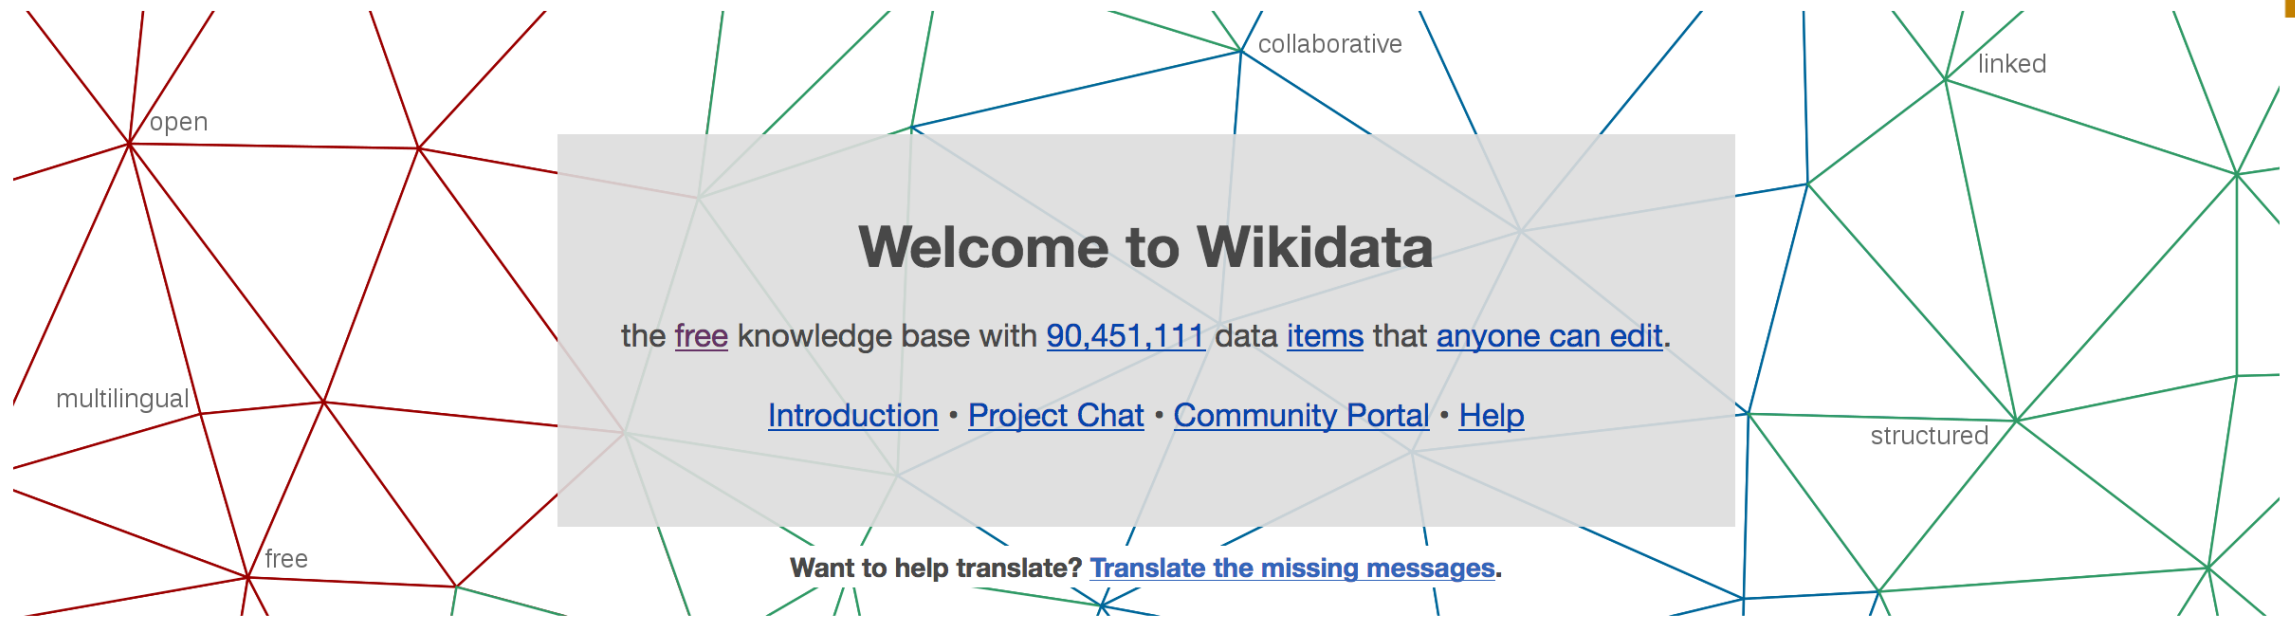 collaborative
linked
open
Welcome to Wikidata
the free knowledge base with 90,451,111 data items that anyone can edit.
multilingual
Introduction • Project Chat • Community Portal • Help
structured
free
Want to help translate? Translate the missing messages.